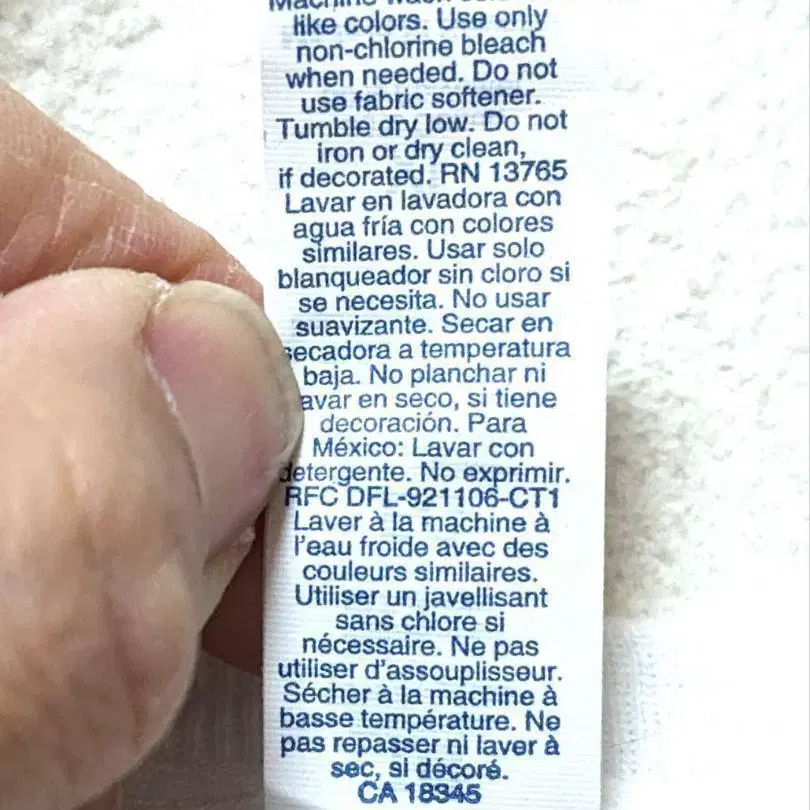 Machine wash cold
like colors. Use only
non-chlorine bleach
when needed. Do not
use fabric softener.
Tumble dry low. Do not
iron or dry clean,
if decorated. RN 13765
Lavar en lavadora con
agua fría con colores
similares. Usar solo
blanqueador sin cloro si
se necesita. No usar
suavizante. Secar en
secadora a temperatura
baja. No planchar ni
avar en seco, si tiene
decoración. Para
México: Lavar con
detergente. No exprimir.
RFC DFL-921106-CT1
Laver à la machine à
l'eau froide avec des
couleurs similaires.
Utiliser un javellisant
sans chlore si
nécessaire. Ne pas
utiliser d'assouplisseur.
Sécher à la machine à
basse température. Ne
pas repasser ni laver à
sec, si décoré.
CA 18345